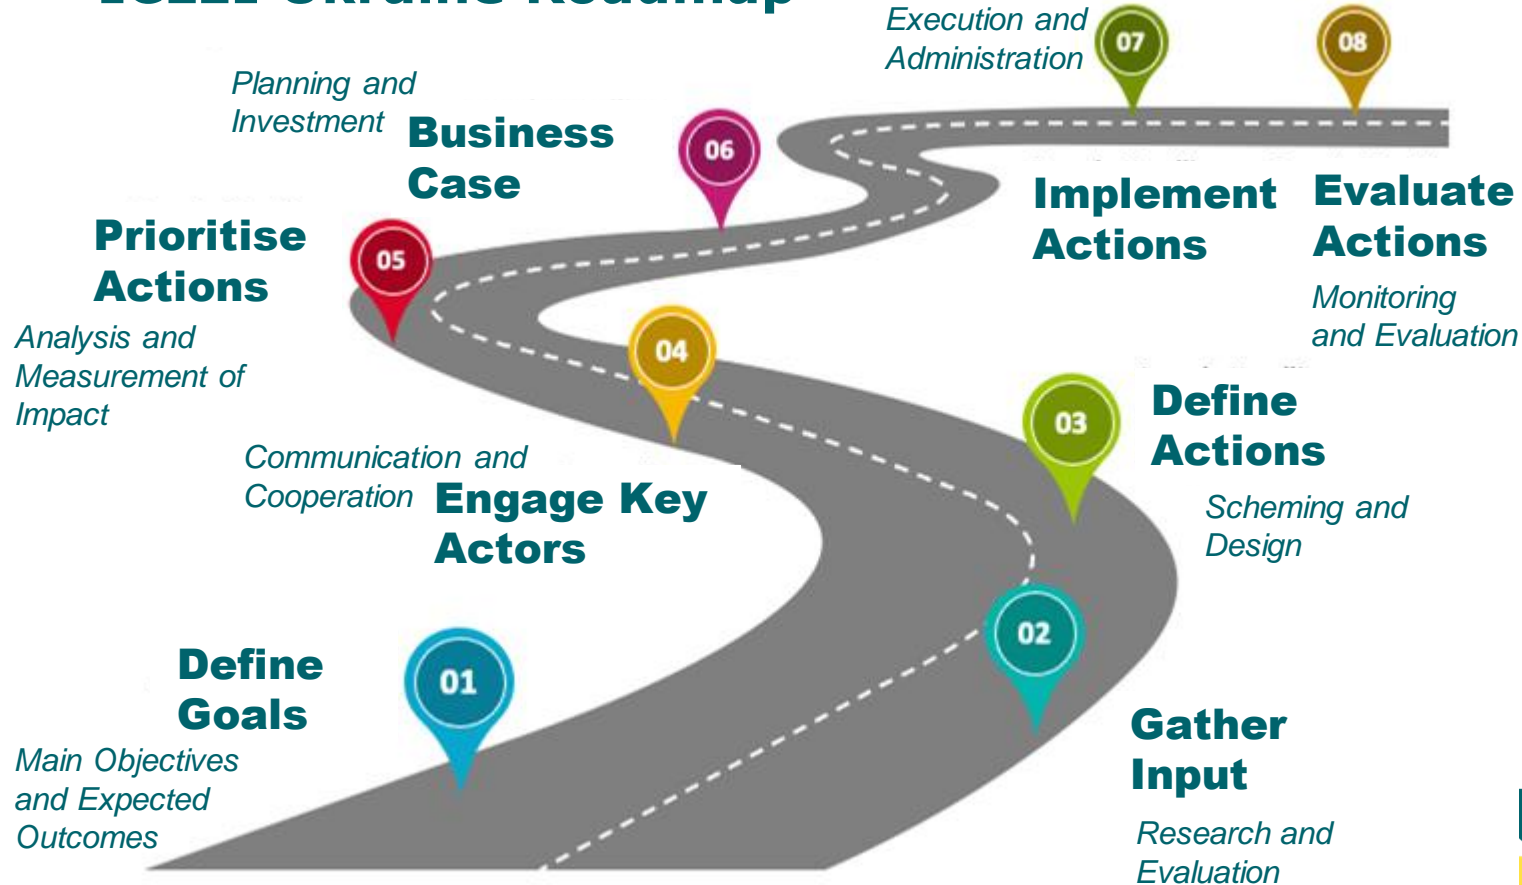 Ukraine Roadmap
Execution and
Administration
07
08
Planning and
Investment
Business
Case
06
Implement
Actions
Evaluate
Actions
Monitoring
and Evaluation
Prioritise
Actions
05
Analysis and
Measurement of
Impact
04
03
Define
Actions
Scheming and
Design
Communication and
Cooperation
Engage Key
Actors
Define
Goals
01
Main Objectives
and Expected
Outcomes
02
Gather
Input
Research and
Evaluation